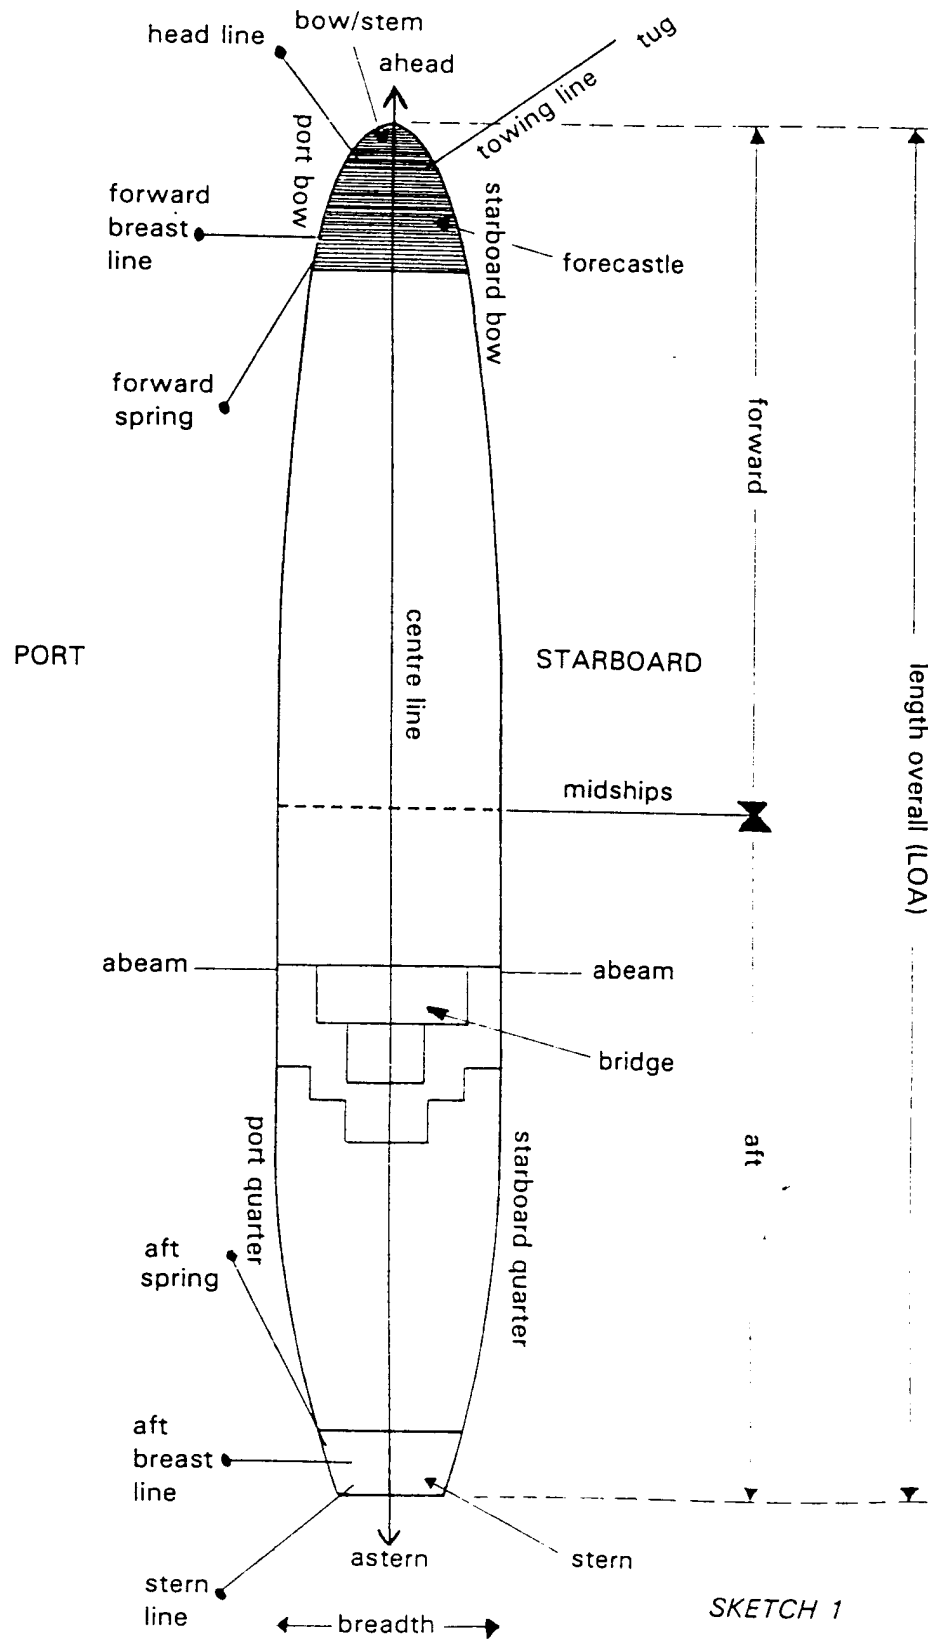 bow/stem
head line
tug
ahead
towing line
port bow
forward
breast
line
starboard bow
forecastle
forward
spring
forward
centre line
PORT
STARBOARD
length overall (LOA)
midships
abeam
abeam
bridge
port quarter
starboard quarter
aft
aft
spring
aft
breast
line
astern
stern
stern
line
breadth
SKETCH 1